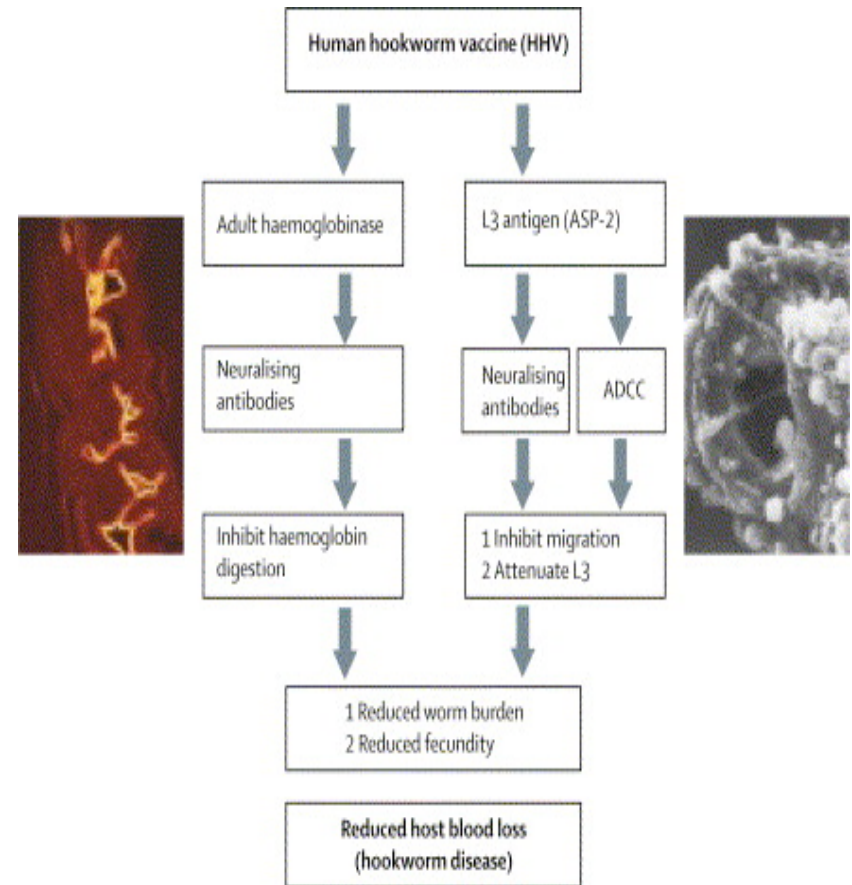 Human hookworm vaccine (HHV)
Adult haemoglobinase
L3 antigen (ASP-2)
Neuralising
antibodies
Neuralising
antibodies
ADCC
Inhibit haemoglobin
digestion
1 Inhibit migration
2 Attenuate L3
1 Reduced worm burden
2 Reduced fecundity
Reduced host blood loss
(hookworm disease)